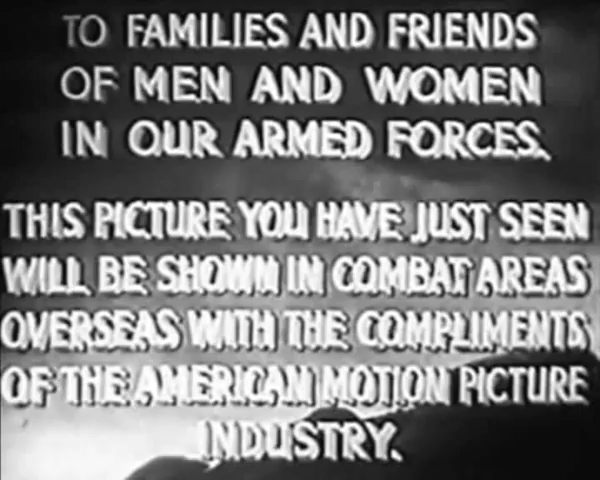 TO FAMILIES AND FRIENDS
OF MEN AND WOMEN
IN OUR ARMED FORCES.
THIS PICTURE YOU HAVE JUST SEEN
WILL BE SHOWN IN COMBAT AREAS
OVERSEAS WITH THE COMPLIMENTS
OF THE AMERICAN MOTION PICTURE
INDUSTRY.